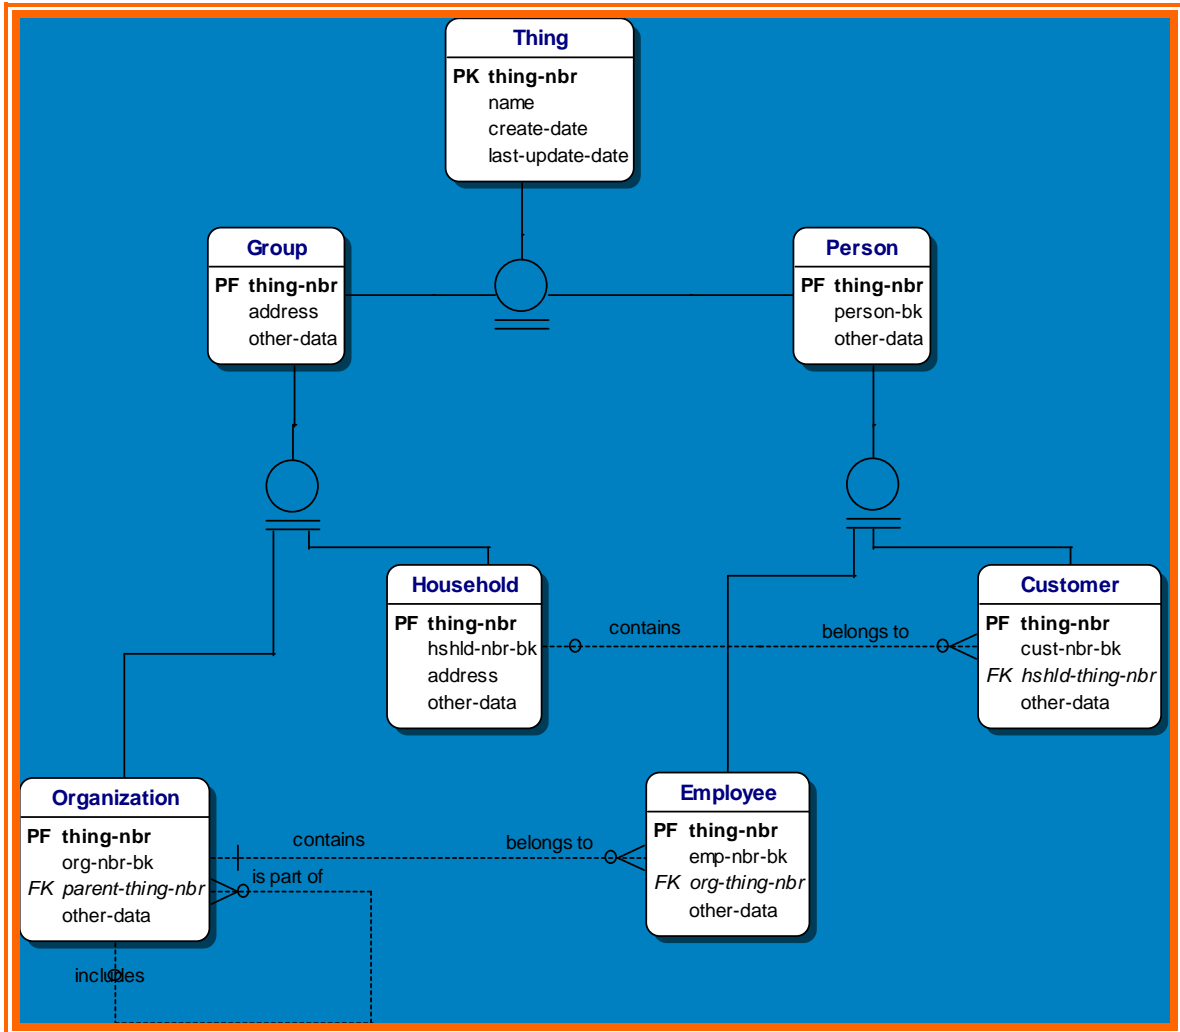 Thing
PK thing-nbr
name
create-date
last-update-date
Group
PF thing-nbr
address
other-data
Person
PF thing-nbr
person-bk
other-data
Household
PF thing-nbr
hshld-nbr-bk
address
other-data
contains
belongs to
Customer
PF thing-nbr
cust-nbr-bk
FK hshld-thing-nbr
other-data
Organization
PF thing-nbr
org-nbr-bk
FK parent-thing-nbr
other-data
contains
belongs to
is part of
includes
Employee
PF thing-nbr
emp-nbr-bk
FK org-thing-nbr
other-data